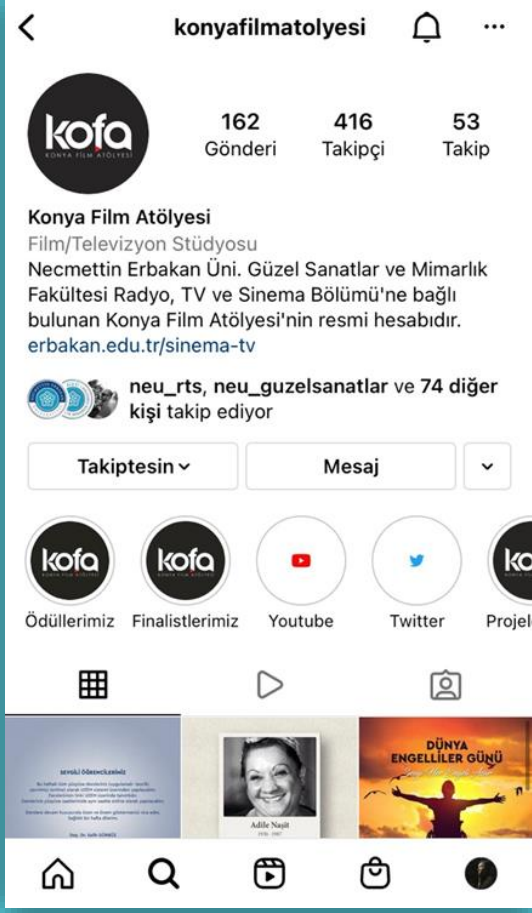 konyafilmatolyesi
kofa
KONYA FİLM ATÖLYESİ
162 416 53
Gönderi Takipçi Takip
Konya Film Atölyesi
Film/Televizyon Stüdyosu
Necmettin Erbakan Üni. Güzel Sanatlar ve Mimarlık
Fakültesi Radyo, TV ve Sinema Bölümü'ne bağlı
bulunan Konya Film Atölyesi'nin resmi hesabıdır.
erbakan.edu.tr/sinema-tv
neu_rts, neu_guzelsanatlar ve 74 diğer
kişi takip ediyor
Takiptesin Mesaj
kofa kofa ko
Ödüllerimiz Finalistlerimiz Youtube Twitter Projele
SEVGİLİ ÖĞRENCİLERİMİZ
Adile Naşit
DÜNYA
ENGELLİLER GÜNÜ